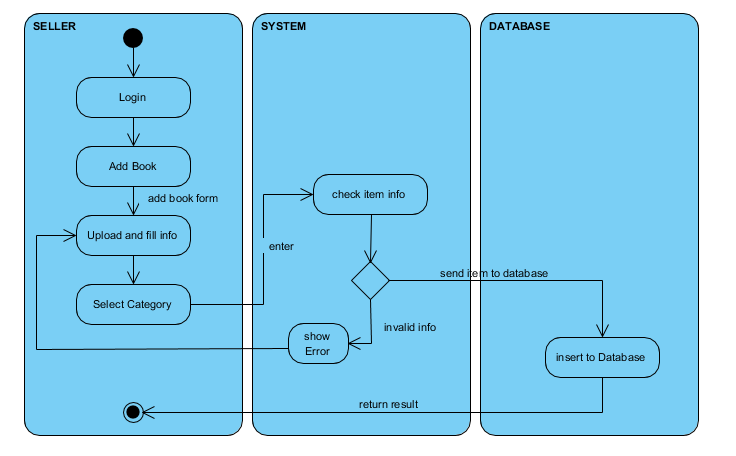 SELLER
SYSTEM
DATABASE
Login
Add Book
add book form
check item info
Upload and fill info
enter
send item to database
Select Category
invalid info
show
Error
insert to Database
return result